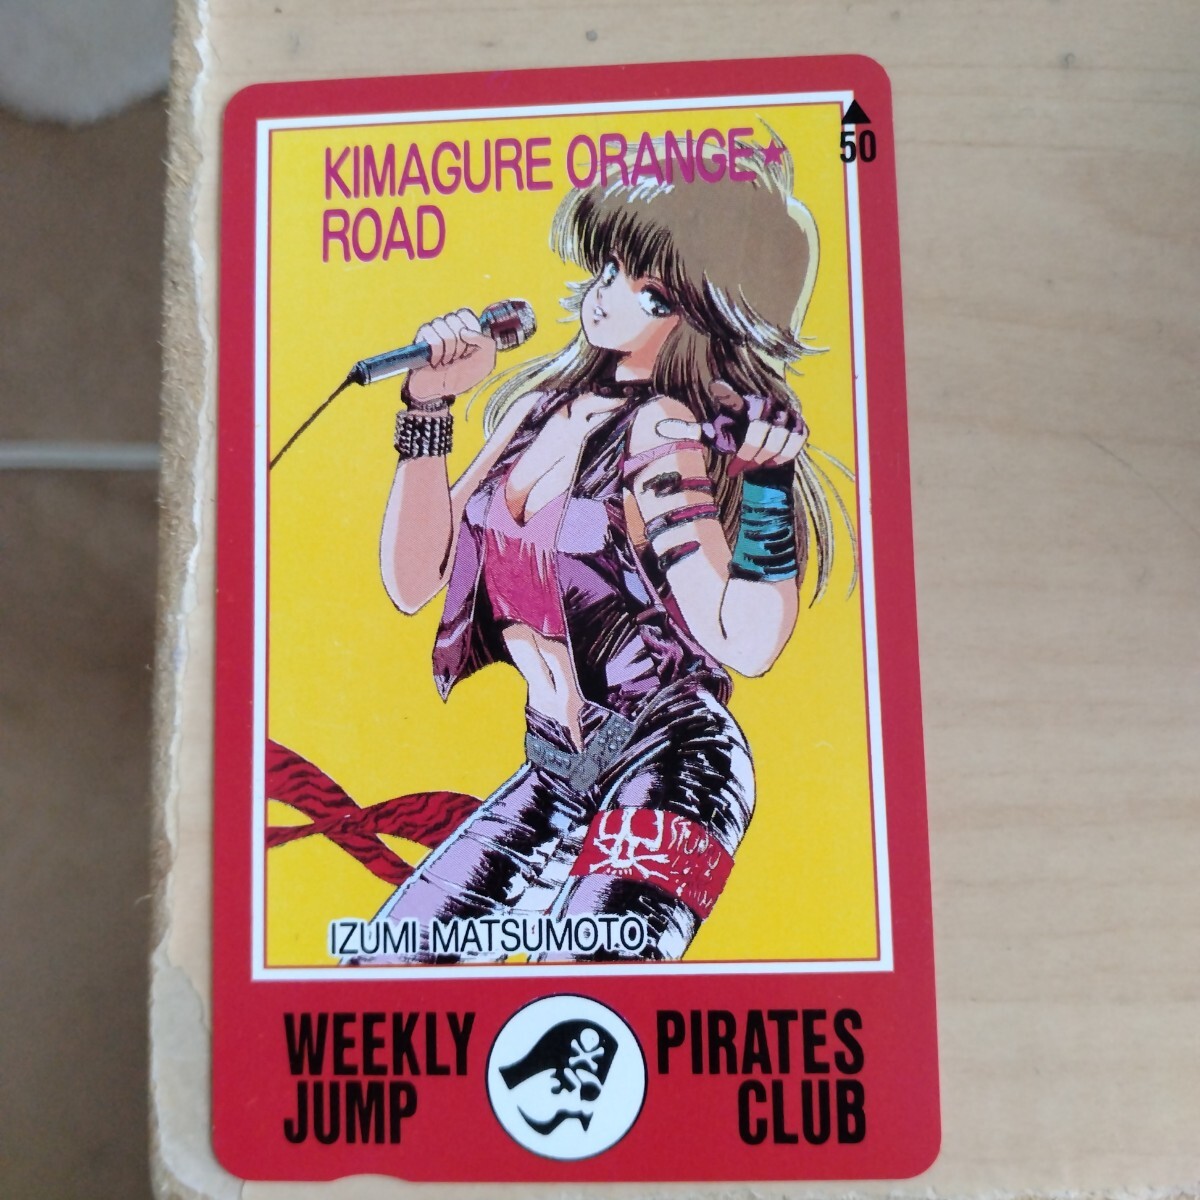 KIMAGURE ORANGE★
ROAD
▲
50
IZUMI MATSUMOTO
WEEKLY
JUMP
PIRATES
CLUB